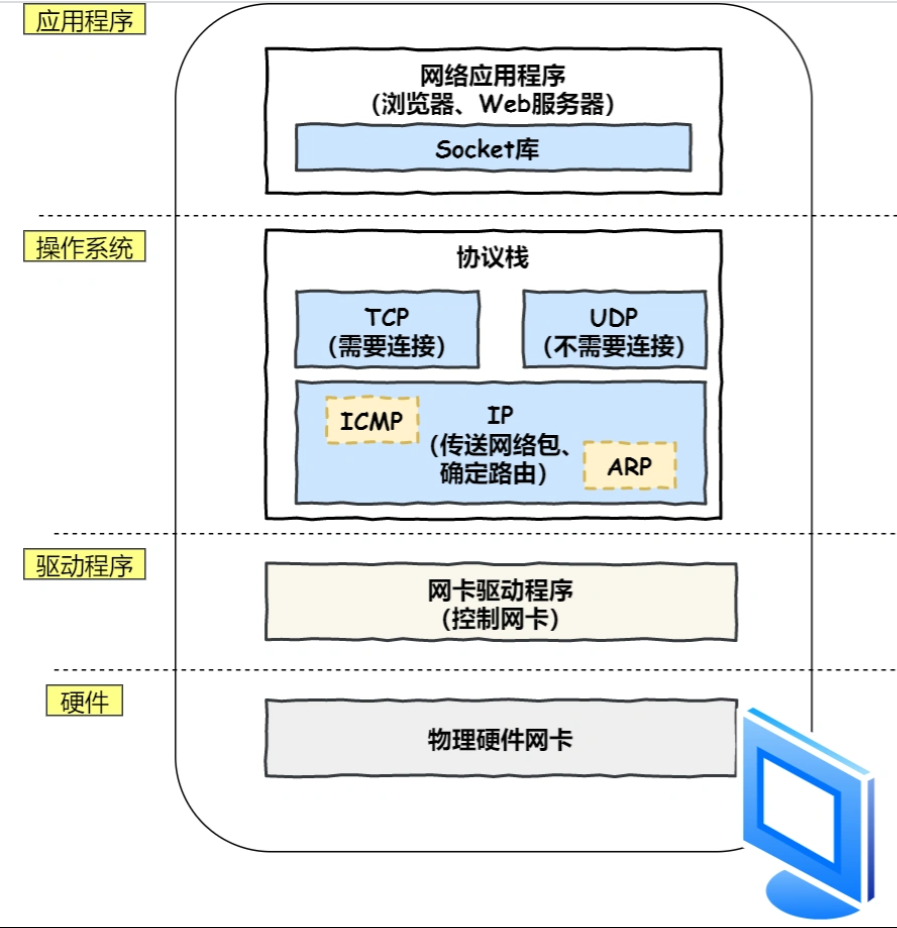 应用程序
网络应用程序
（浏览器、Web服务器）
Socket库
操作系统
协议栈
TCP
（需要连接）
UDP
（不需要连接）
ICMP
IP
（传送网络包、
确定路由）
ARP
驱动程序
网卡驱动程序
（控制网卡）
硬件
物理硬件网卡